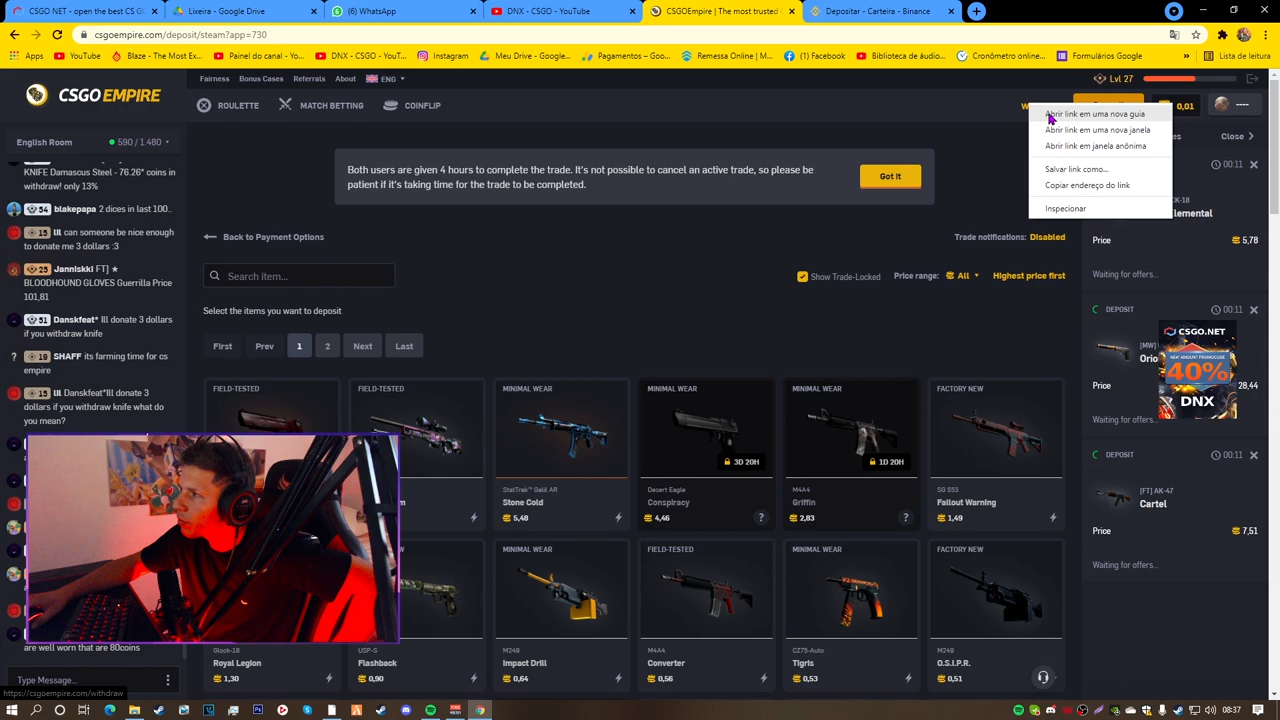 CSGO NET - open the best CS GO
Lixeira - Google Drive
(6) WhatsApp
DNX - CSGO - YouTube
CSGOEmpire | The most trusted
Depositar - Carteira - Binance
csgoempire.com/deposit/steam?app=730
Apps
YouTube
Blaze - The Most Ex...
Painel do canal - Yo...
DNX - CSGO - YouT...
Instagram
Meu Drive - Google...
Pagamentos – Goo...
Remessa Online | M...
(1) Facebook
Biblioteca de áudio...
Cronômetro online...
Formulários Google
»
Lista de leitura
CSGOEMPIRE
Fairness
Bonus Cases
Referrals
About
ENG
Lvl 27
ROULETTE
MATCH BETTING
COINFLIP
0,01
----
Abrir link em uma nova guia
Abrir link em uma nova janela
Abrir link em janela anônima
Salvar link como...
Copiar endereço do link
Inspecionar
English Room
590 / 1.480
Close
KNIFE Damascus Steel - 76.26* coins in
withdraw! only 13%
54 blakepapa 2 dices in last 100..
15 lil can someone be nice enough
to donate me 3 dollars :3
25 Janniskki FT] ★
BLOODHOUND GLOVES Guerrilla Price
101,81
51 Danskfeat* Ill donate 3 dollars
if you withdraw knife
? 19 SHAFF its farming time for cs
empire
15 lil Danskfeat*Ill donate 3
dollars if you withdraw knife what do
you mean?
are well worn that are 80coins
Type Message...
https://csgoempire.com/withdraw
Both users are given 4 hours to complete the trade. It's not possible to cancel an active trade, so please be
patient if it's taking time for the trade to be completed.
Got It
Back to Payment Options
Trade notifications: Disabled
Search item...
Show Trade-Locked
Price range:
All
Highest price first
Select the items you want to deposit
First
Prev
1
2
Next
Last
FIELD-TESTED
FIELD-TESTED
MINIMAL WEAR
StatTrak™ Galil AR
Stone Cold
5,48
MINIMAL WEAR
3D 20H
Desert Eagle
Conspiracy
4,46
?
MINIMAL WEAR
1D 20H
M4A4
Griffin
2,83
?
FACTORY NEW
SG 553
Fallout Warning
1,49
Glock-18
Royal Legion
1,30
USP-S
Flashback
0,90
MINIMAL WEAR
M249
Impact Drill
0,64
FIELD-TESTED
M4A4
Converter
0,56
MINIMAL WEAR
CZ75-Auto
Tigris
0,53
FACTORY NEW
M249
O.S.I.P.R.
0,51
00:11
Price
5,78
Waiting for offers...
DEPOSIT
00:11
[MW]
Price
28,44
Waiting for offers..
CSGO.NET
NEW AMOUNT PROMOCODE
40%
DNX
DEPOSIT
00:11
[FT] AK-47
Cartel
Price
7,51
Waiting for offers...
08:37